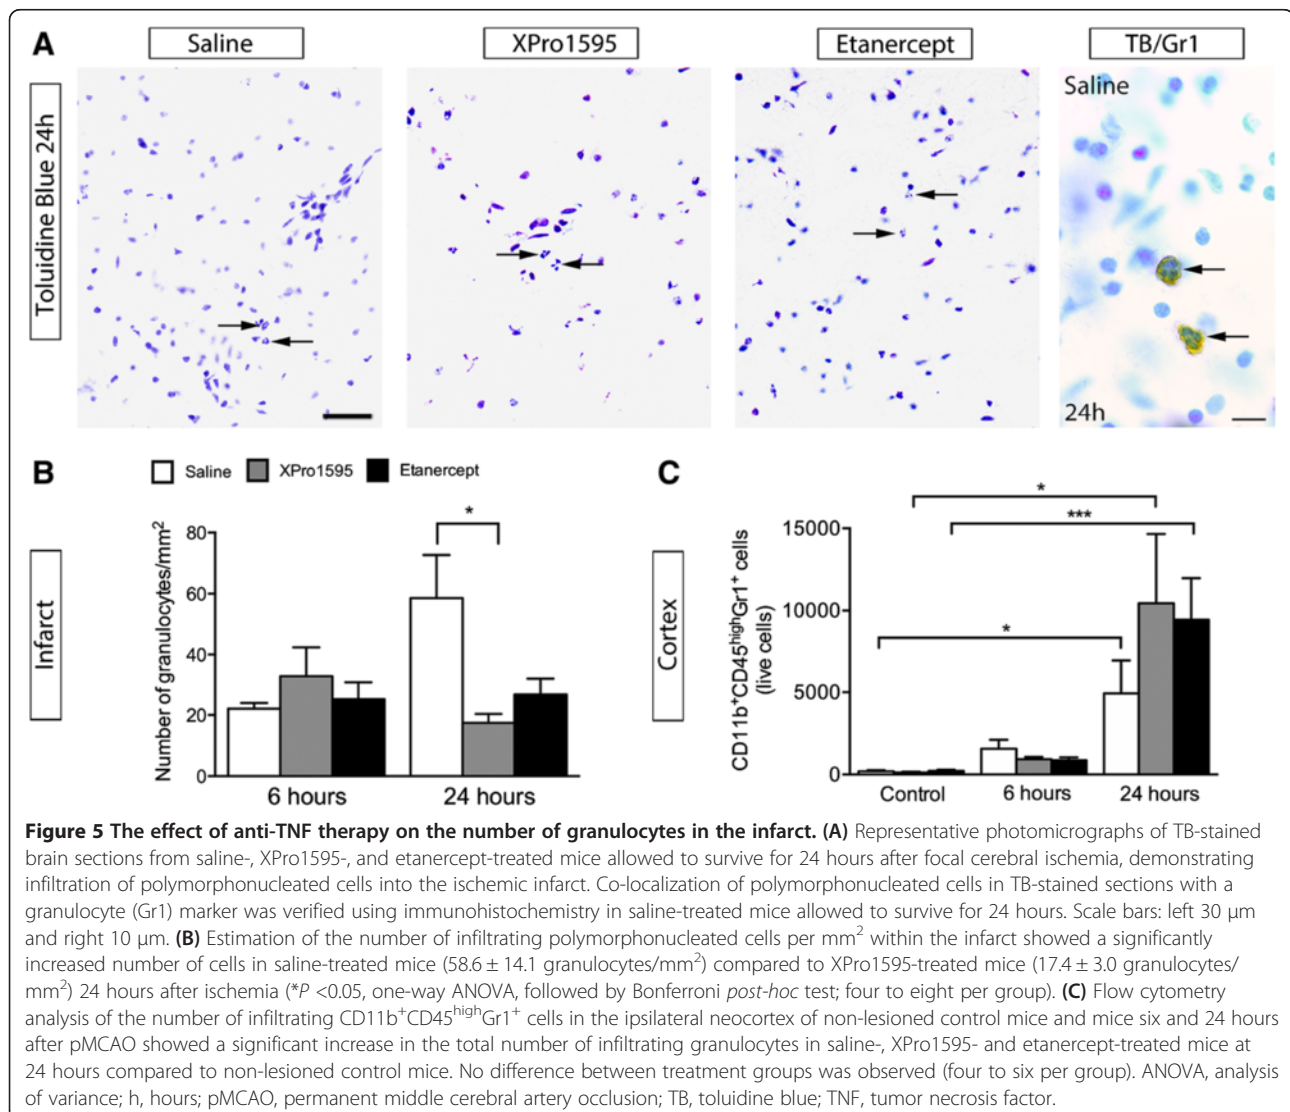 A
Saline
XPro1595
Etanercept
TB/Gr1
Toluidine Blue 24h
Saline
24h
B
Saline
XPro1595
Etanercept
Infarct
Number of granulocytes/mm²
80
60
40
20
0
*
6 hours
24 hours
C
Cortex
CD11b⁺CD45ʰⁱᵍʰGr1⁺ cells
(live cells)
15000
10000
5000
0
*
***
*
Control
6 hours
24 hours
Figure 5 The effect of anti-TNF therapy on the number of granulocytes in the infarct. (A) Representative photomicrographs of TB-stained
brain sections from saline-, XPro1595-, and etanercept-treated mice allowed to survive for 24 hours after focal cerebral ischemia, demonstrating
infiltration of polymorphonucleated cells into the ischemic infarct. Co-localization of polymorphonucleated cells in TB-stained sections with a
granulocyte (Gr1) marker was verified using immunohistochemistry in saline-treated mice allowed to survive for 24 hours. Scale bars: left 30 μm
and right 10 μm. (B) Estimation of the number of infiltrating polymorphonucleated cells per mm² within the infarct showed a significantly
increased number of cells in saline-treated mice (58.6 ± 14.1 granulocytes/mm²) compared to XPro1595-treated mice (17.4 ± 3.0 granulocytes/
mm²) 24 hours after ischemia (*P <0.05, one-way ANOVA, followed by Bonferroni post-hoc test; four to eight per group). (C) Flow cytometry
analysis of the number of infiltrating CD11b⁺CD45ʰⁱᵍʰGr1⁺ cells in the ipsilateral neocortex of non-lesioned control mice and mice six and 24 hours
after pMCAO showed a significant increase in the total number of infiltrating granulocytes in saline-, XPro1595- and etanercept-treated mice at
24 hours compared to non-lesioned control mice. No difference between treatment groups was observed (four to six per group). ANOVA, analysis
of variance; h, hours; pMCAO, permanent middle cerebral artery occlusion; TB, toluidine blue; TNF, tumor necrosis factor.